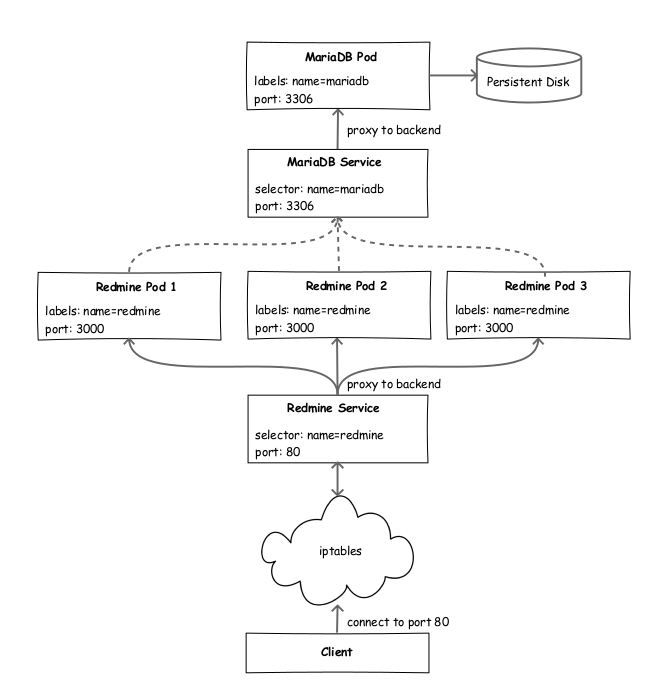 MariaDB Pod
labels: name=mariadb
port: 3306
Persistent Disk
proxy to backend
MariaDB Service
selector: name=mariadb
port: 3306
Redmine Pod 1
labels: name=redmine
port: 3000
Redmine Pod 2
labels: name=redmine
port: 3000
Redmine Pod 3
labels: name=redmine
port: 3000
proxy to backend
Redmine Service
selector: name=redmine
port: 80
iptables
connect to port 80
Client